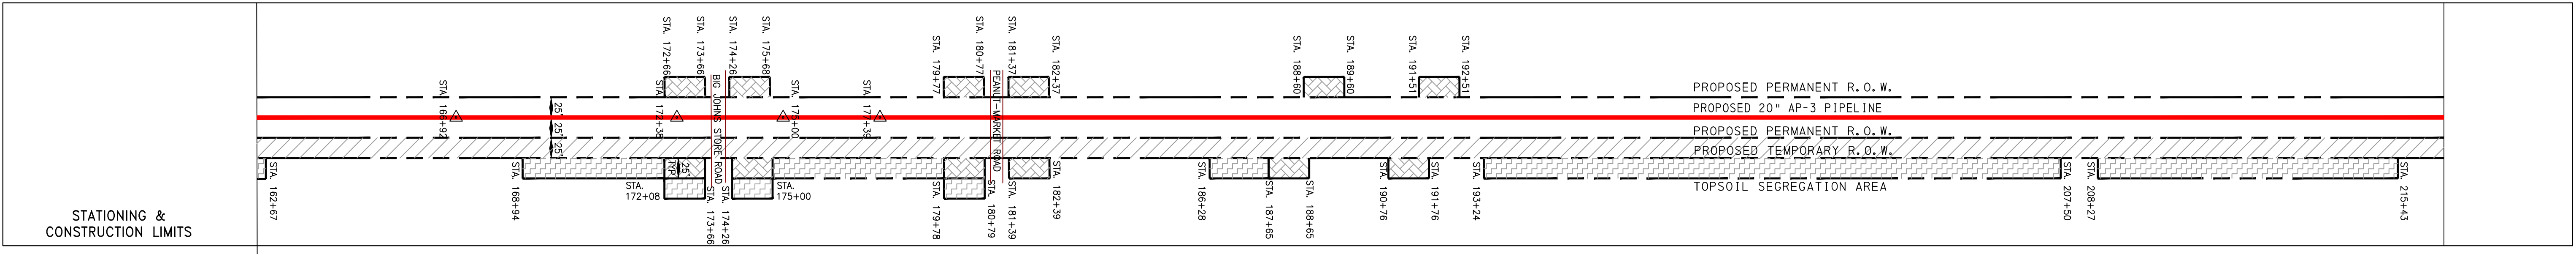 STA. 172+66
STA. 173+66
STA. 174+26
STA. 175+68
STA. 179+77
STA. 180+77
STA. 181+37
STA. 182+37
STA. 188+60
STA. 189+60
STA. 191+51
STA. 192+51
STA. 166+92
25' 25'
25'
STA. 172+38
BIG JOHNS STORE ROAD
STA. 175+00
STA. 177+39
PEANUT-MARKET ROAD
PROPOSED PERMANENT R.O.W.
PROPOSED 20" AP-3 PIPELINE
PROPOSED PERMANENT R.O.W.
PROPOSED TEMPORARY R.O.W.
TOPSOIL SEGREGATION AREA
STA. 162+67
STA. 168+94
STA.
172+08
25'
TYP
STA. 173+66
STA. 174+26
STA.
175+00
STA. 179+78
STA. 180+79
STA. 181+39
STA. 182+39
STA. 186+28
STA. 187+65
STA. 188+65
STA. 190+76
STA. 191+76
STA. 193+24
STA. 207+50
STA. 208+27
STA. 215+43
STATIONING &
CONSTRUCTION LIMITS